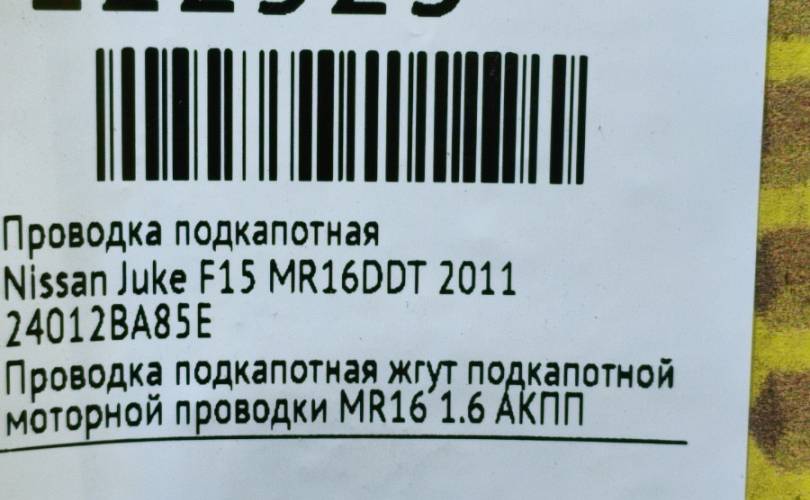 Проводка подкапотная
Nissan Juke F15 MR16DDT 2011
24012BA85E
Проводка подкапотная жгут подкапотной
моторной проводки MR16 1.6 АКПП